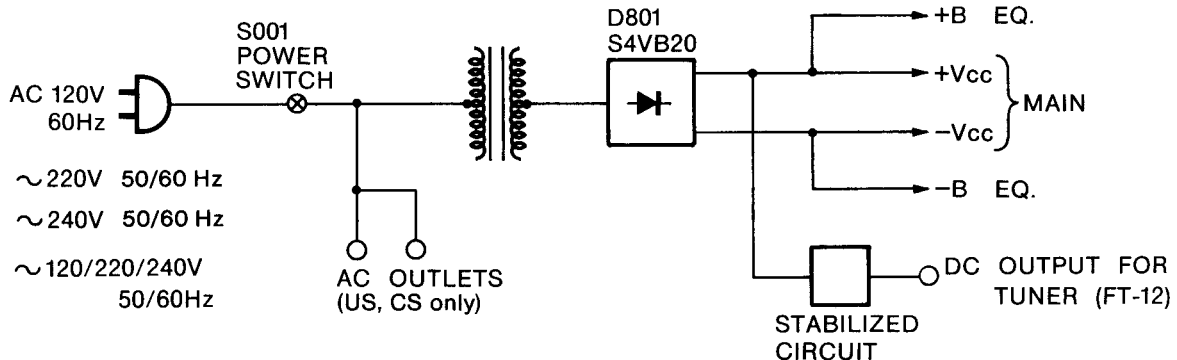 S001
POWER
SWITCH
D801
S4VB20
+B EQ.
+Vcc
MAIN
−Vcc
−B EQ.
AC 120V
60Hz
~220V 50/60 Hz
~240V 50/60 Hz
~120/220/240V
50/60Hz
AC OUTLETS
(US, CS only)
DC OUTPUT FOR
TUNER (FT-12)
STABILIZED
CIRCUIT